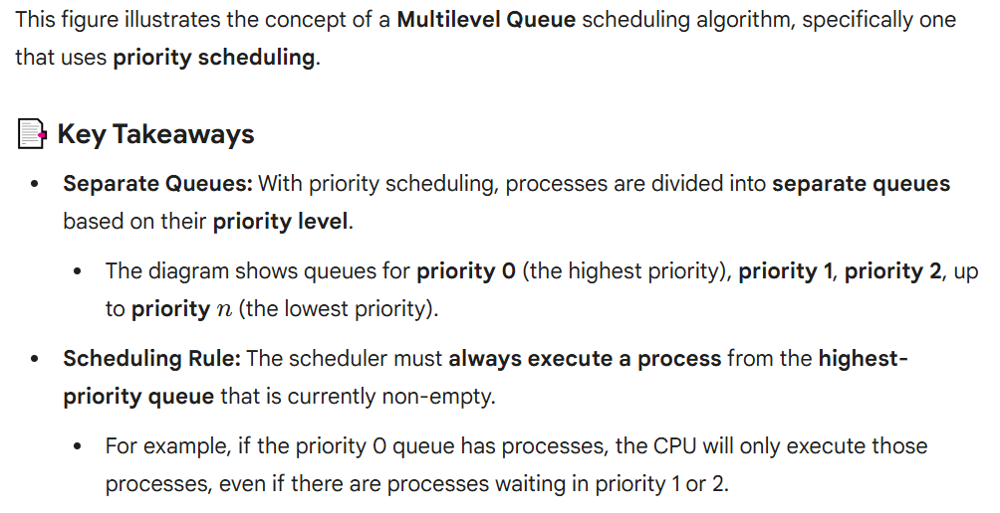 This figure illustrates the concept of a Multilevel Queue scheduling algorithm, specifically one
that uses priority scheduling.
Key Takeaways
• Separate Queues: With priority scheduling, processes are divided into separate queues
based on their priority level.
• The diagram shows queues for priority 0 (the highest priority), priority 1, priority 2, up
to priority n (the lowest priority).
• Scheduling Rule: The scheduler must always execute a process from the highest-
priority queue that is currently non-empty.
• For example, if the priority 0 queue has processes, the CPU will only execute those
processes, even if there are processes waiting in priority 1 or 2.